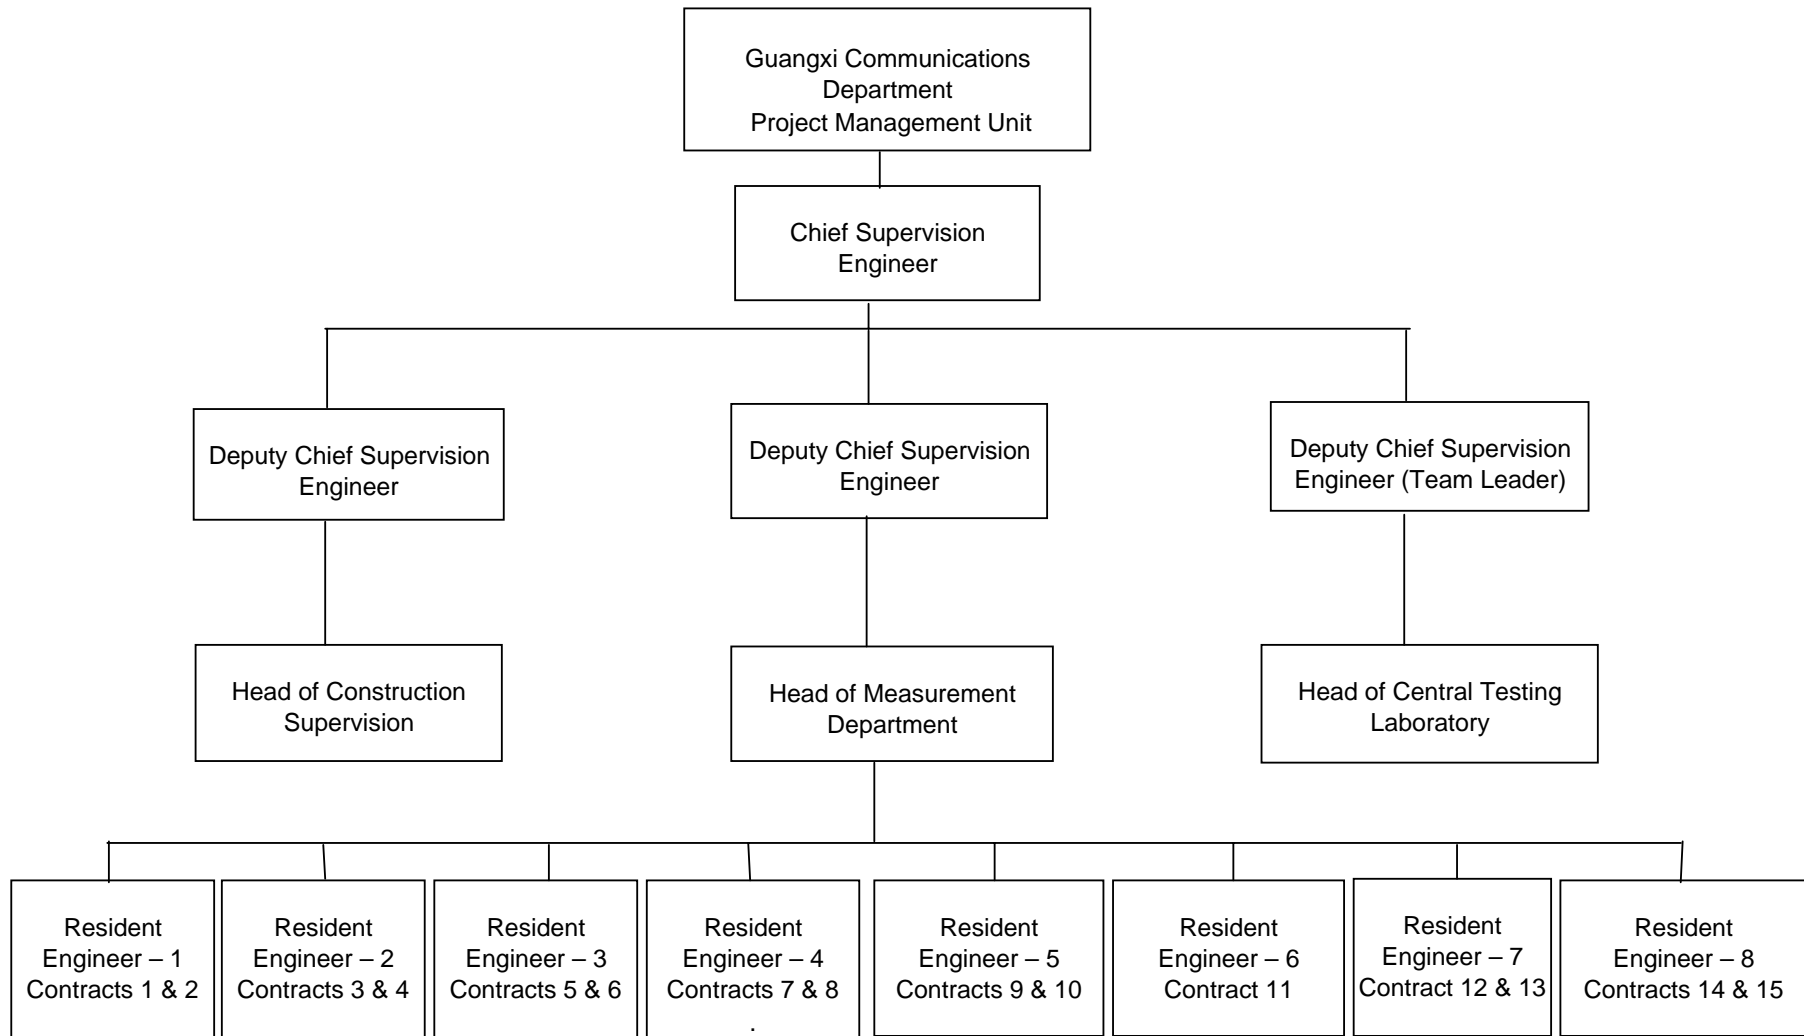 Guangxi Communications
Department
Project Management Unit
Chief Supervision
Engineer
Deputy Chief Supervision
Engineer
Deputy Chief Supervision
Engineer
Deputy Chief Supervision
Engineer (Team Leader)
Head of Construction
Supervision
Head of Measurement
Department
Head of Central Testing
Laboratory
Resident
Engineer – 1
Contracts 1 & 2
Resident
Engineer – 2
Contracts 3 & 4
Resident
Engineer – 3
Contracts 5 & 6
Resident
Engineer – 4
Contracts 7 & 8
.
Resident
Engineer – 5
Contracts 9 & 10
Resident
Engineer – 6
Contract 11
Resident
Engineer – 7
Contract 12 & 13
Resident
Engineer – 8
Contracts 14 & 15